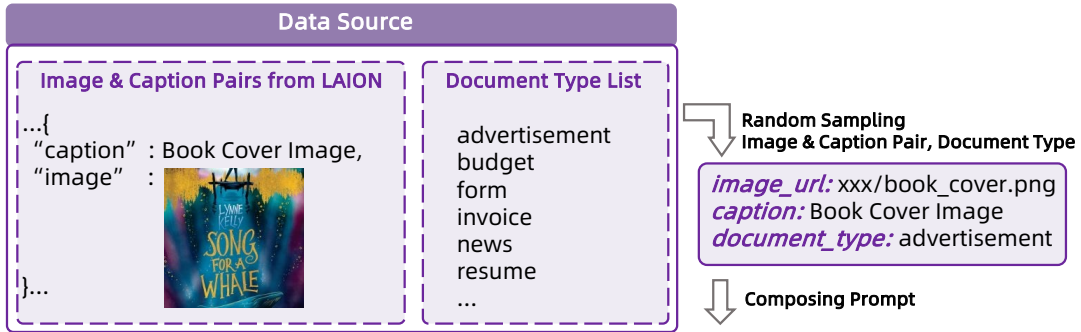 Data Source
Image & Caption Pairs from LAION
...{
“caption” : Book Cover Image,
“image” :
LYNNE
KELLY
SONG
FOR A
WHALE
}...
Document Type List
advertisement
budget
form
invoice
news
resume
...
Random Sampling
Image & Caption Pair, Document Type
image_url: xxx/book_cover.png
caption: Book Cover Image
document_type: advertisement
Composing Prompt